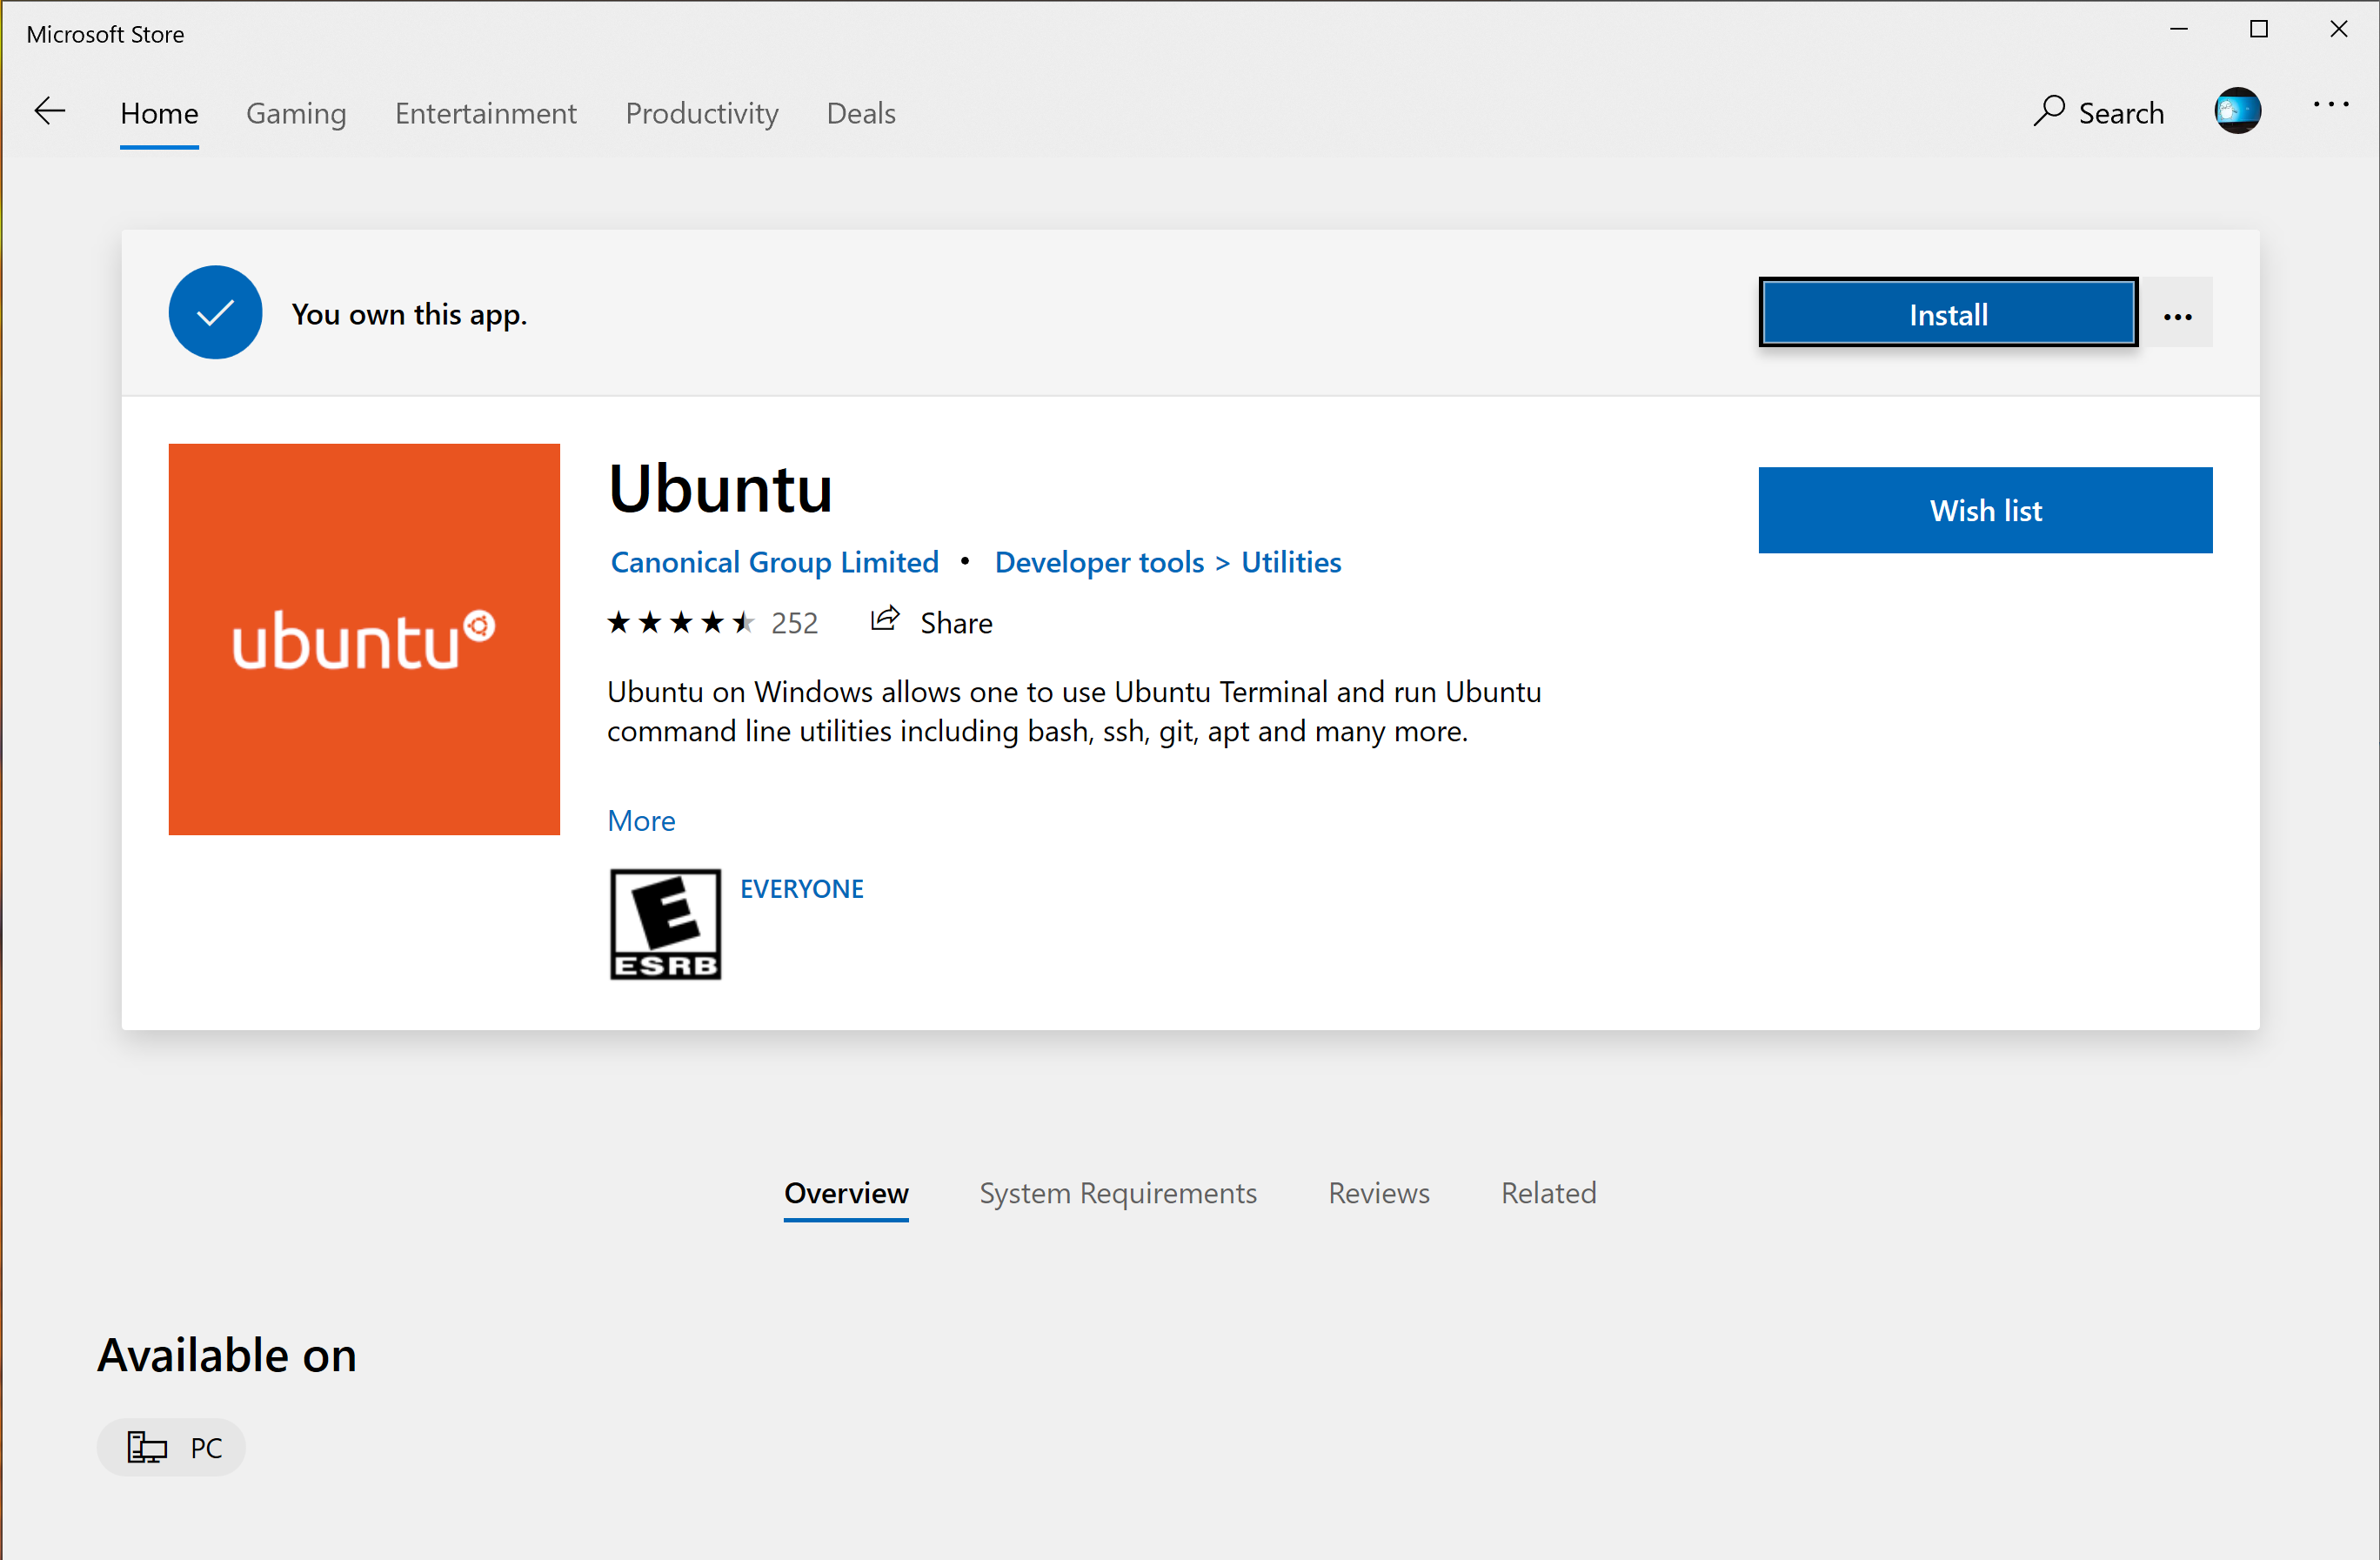 Microsoft Store
Home Gaming Entertainment Productivity Deals Search
You own this app.
Install
ubuntu
Ubuntu
Wish list
Canonical Group Limited • Developer tools > Utilities
252 Share
Ubuntu on Windows allows one to use Ubuntu Terminal and run Ubuntu
command line utilities including bash, ssh, git, apt and many more.
More
E
ESRB
EVERYONE
Overview System Requirements Reviews Related
Available on
PC